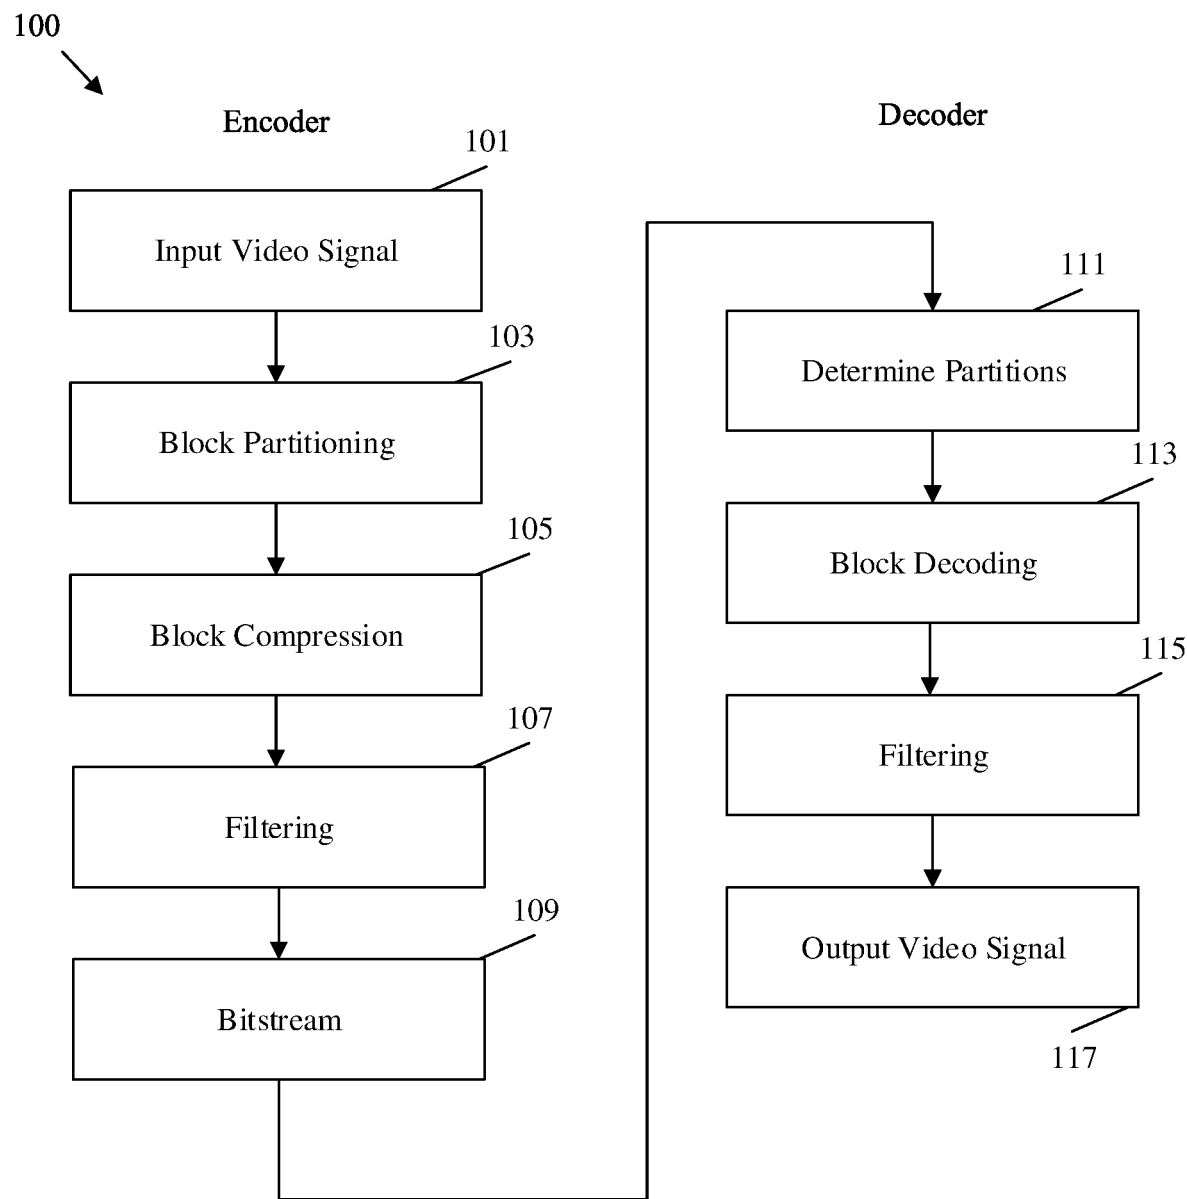 100
Encoder
101
Input Video Signal
103
Block Partitioning
105
Block Compression
107
Filtering
109
Bitstream
Decoder
111
Determine Partitions
113
Block Decoding
115
Filtering
Output Video Signal
117